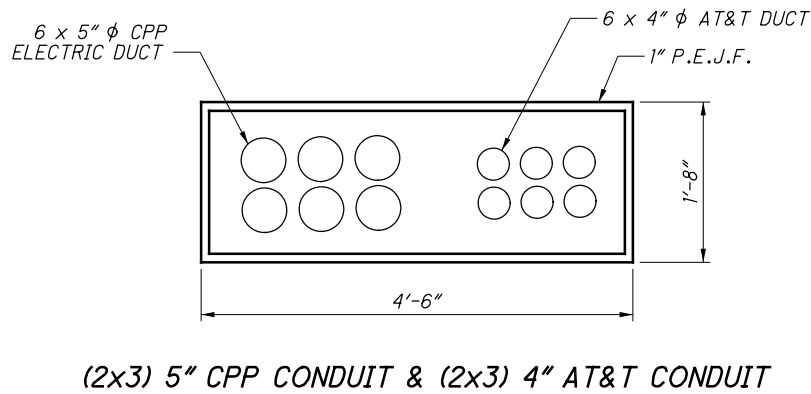 6 x 5" ϕ CPP
ELECTRIC DUCT
6 x 4" ϕ AT&T DUCT
1" P.E.J.F.
1'-8"
4'-6"
(2x3) 5" CPP CONDUIT & (2x3) 4" AT&T CONDUIT